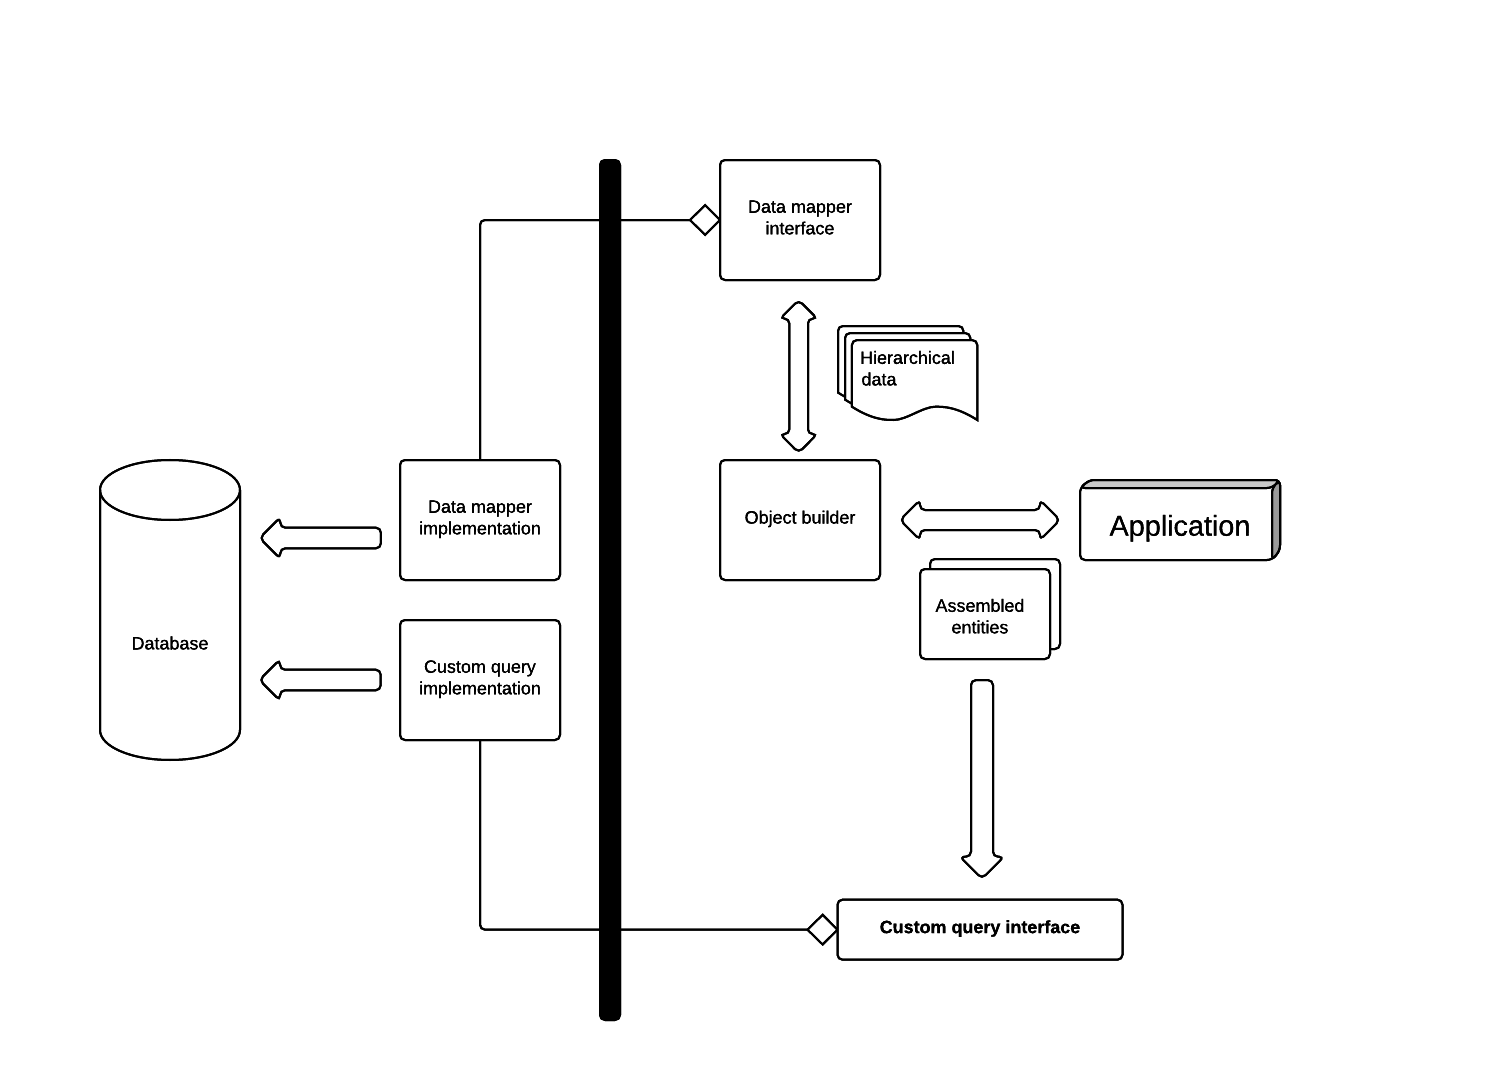 Data mapper
interface
Hierarchical
data
Data mapper
implementation
Object builder
Application
Assembled
entities
Database
Custom query
implementation
Custom query interface